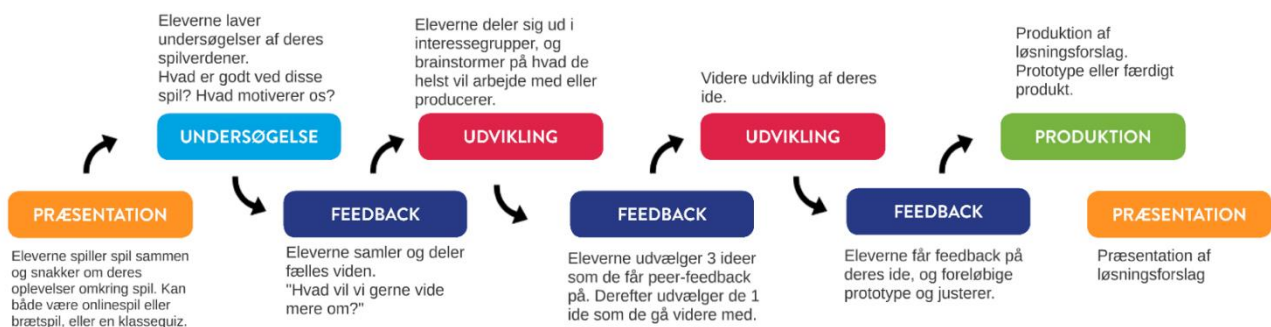 PRÆSENTATION
Eleverne spiller spil sammen
og snakker om deres
oplevelser omkring spil. Kan
både være onlinespil eller
brætspil, eller en klassequiz.
Eleverne laver
undersøgelser af deres
spilverdener.
Hvad er godt ved disse
spil? Hvad motiverer os?
UNDERSØGELSE
FEEDBACK
Eleverne samler og deler
fælles viden.
"Hvad vil vi gerne vide
mere om?"
Eleverne deler sig ud i
interessegrupper, og
brainstormer på hvad de
helst vil arbejde med eller
producerer.
UDVIKLING
FEEDBACK
Eleverne udvælger 3 ideer
som de får peer-feedback
på. Derefter udvælger de 1
ide som de gå videre med.
Videre udvikling af deres
ide.
UDVIKLING
FEEDBACK
Eleverne får feedback på
deres ide, og foreløbige
prototype og justerer.
Produktion af
løsningsforslag.
Prototype eller færdigt
produkt.
PRODUKTION
PRÆSENTATION
Præsentation af
løsningsforslag